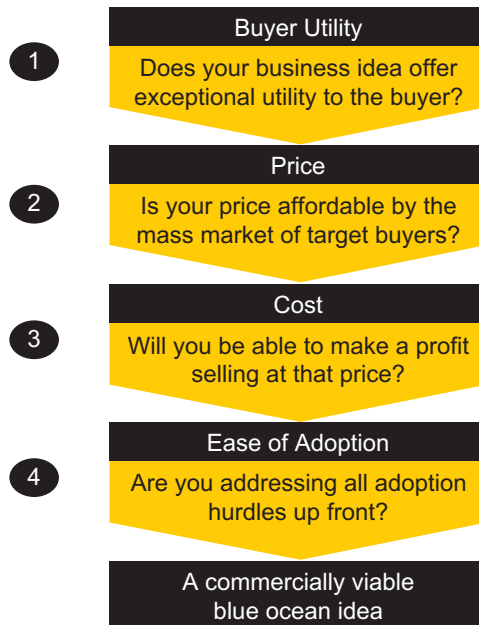 Buyer Utility
1
Does your business idea offer
exceptional utility to the buyer?
Price
2
Is your price affordable by the
mass market of target buyers?
Cost
3
Will you be able to make a profit
selling at that price?
Ease of Adoption
4
Are you addressing all adoption
hurdles up front?
A commercially viable
blue ocean idea